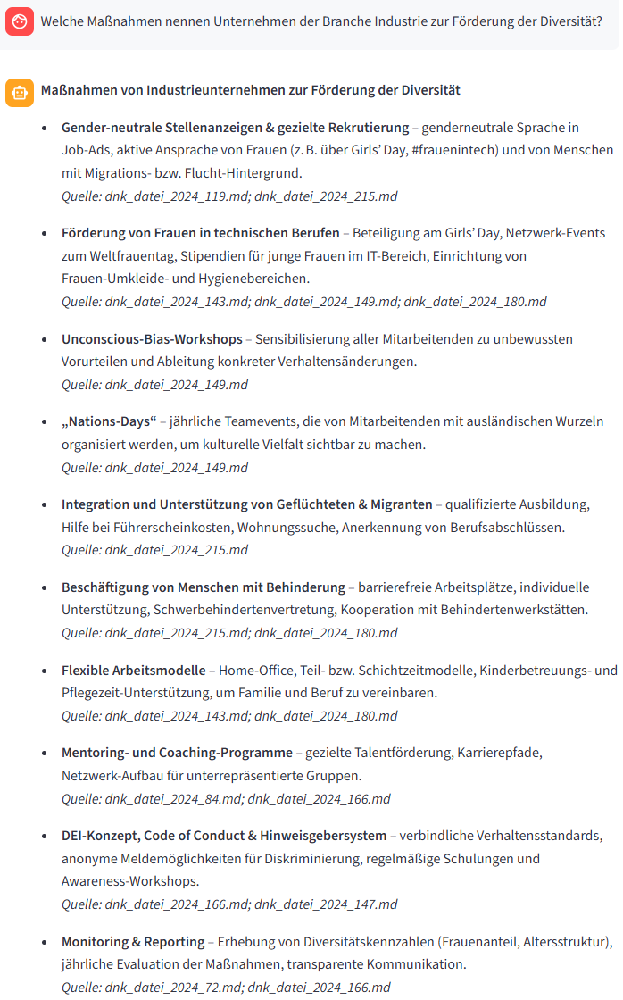 Welche Maßnahmen nennen Unternehmen der Branche Industrie zur Förderung der Diversität?
Maßnahmen von Industrieunternehmen zur Förderung der Diversität
• Gender-neutrale Stellenanzeigen & gezielte Rekrutierung – genderneutrale Sprache in
Job-Ads, aktive Ansprache von Frauen (z. B. über Girls’ Day, #frauenintech) und von Menschen
mit Migrations- bzw. Flucht-Hintergrund.
Quelle: dnk_datei_2024_119.md; dnk_datei_2024_215.md
• Förderung von Frauen in technischen Berufen – Beteiligung am Girls’ Day, Netzwerk-Events
zum Weltfrauentag, Stipendien für junge Frauen im IT-Bereich, Einrichtung von
Frauen-Umkleide- und Hygienebereichen.
Quelle: dnk_datei_2024_143.md; dnk_datei_2024_149.md; dnk_datei_2024_180.md
• Unconscious-Bias-Workshops – Sensibilisierung aller Mitarbeitenden zu unbewussten
Vorurteilen und Ableitung konkreter Verhaltensänderungen.
Quelle: dnk_datei_2024_149.md
• „Nations-Days“ – jährliche Teamevents, die von Mitarbeitenden mit ausländischen Wurzeln
organisiert werden, um kulturelle Vielfalt sichtbar zu machen.
Quelle: dnk_datei_2024_149.md
• Integration und Unterstützung von Geflüchteten & Migranten – qualifizierte Ausbildung,
Hilfe bei Führerscheinkosten, Wohnungssuche, Anerkennung von Berufsabschlüssen.
Quelle: dnk_datei_2024_215.md
• Beschäftigung von Menschen mit Behinderung – barrierefreie Arbeitsplätze, individuelle
Unterstützung, Schwerbehindertenvertretung, Kooperation mit Behindertenwerkstätten.
Quelle: dnk_datei_2024_215.md; dnk_datei_2024_180.md
• Flexible Arbeitsmodelle – Home-Office, Teil- bzw. Schichtzeitmodelle, Kinderbetreuungs- und
Pflegezeit-Unterstützung, um Familie und Beruf zu vereinbaren.
Quelle: dnk_datei_2024_143.md; dnk_datei_2024_180.md
• Mentoring- und Coaching-Programme – gezielte Talentförderung, Karrierepfade,
Netzwerk-Aufbau für unterrepräsentierte Gruppen.
Quelle: dnk_datei_2024_84.md; dnk_datei_2024_166.md
• DEI-Konzept, Code of Conduct & Hinweisgebersystem – verbindliche Verhaltensstandards,
anonyme Meldemöglichkeiten für Diskriminierung, regelmäßige Schulungen und
Awareness-Workshops.
Quelle: dnk_datei_2024_166.md; dnk_datei_2024_147.md
• Monitoring & Reporting – Erhebung von Diversitätskennzahlen (Frauenanteil, Altersstruktur),
jährliche Evaluation der Maßnahmen, transparente Kommunikation.
Quelle: dnk_datei_2024_72.md; dnk_datei_2024_166.md